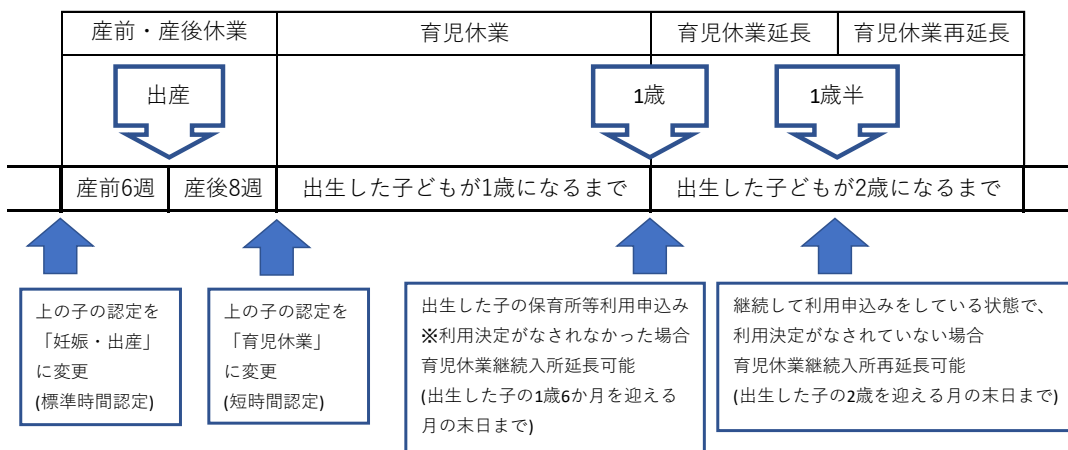 産前・産後休業
育児休業
育児休業延長
育児休業再延長
出産
1歳
1歳半
産前6週
産後8週
出生した子どもが1歳になるまで
出生した子どもが2歳になるまで
上の子の認定を
「妊娠・出産」
に変更
(標準時間認定)
上の子の認定を
「育児休業」
に変更
(短時間認定)
出生した子の保育所等利用申込み
※利用決定がなされなかった場合
育児休業継続入所延長可能
(出生した子の1歳6か月を迎える
月の末日まで)
継続して利用申込みをしている状態で、
利用決定がなされていない場合
育児休業継続入所再延長可能
(出生した子の2歳を迎える月の末日まで)